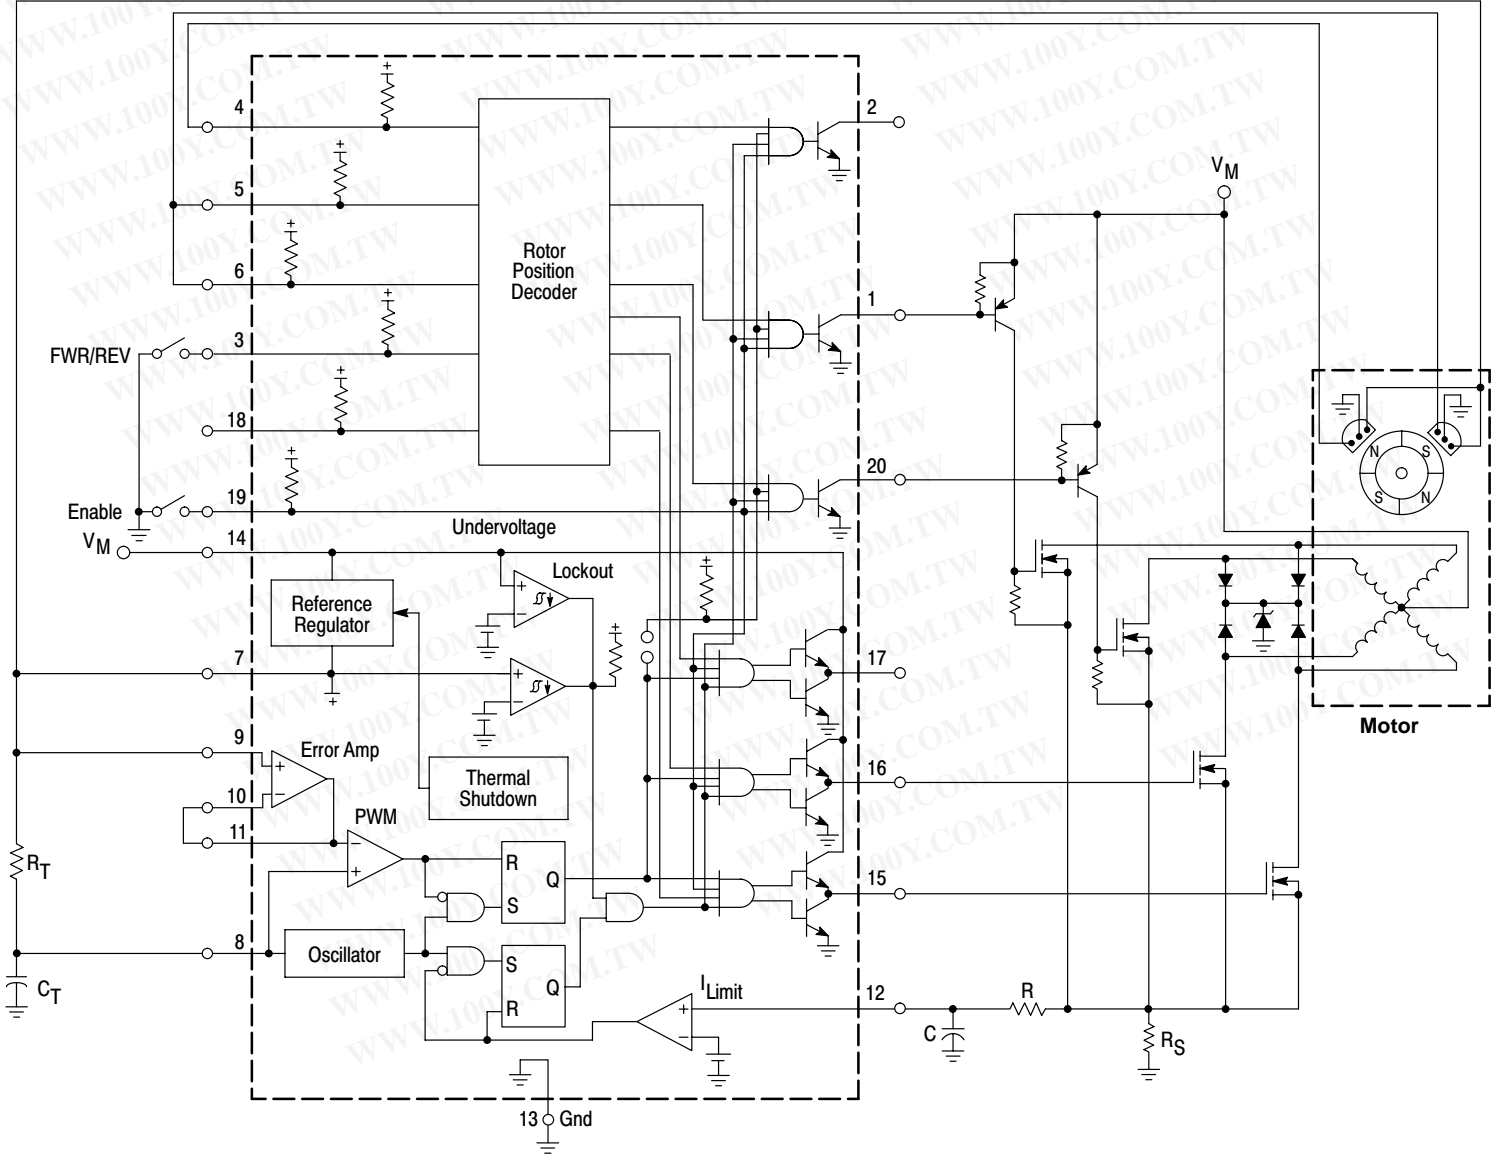 4
2
5
6
Rotor
Position
Decoder
V M
1
FWR/REV
3
18
20
Enable
19
Undervoltage
V M
14
Lockout
Reference
Regulator
7
17
9
Error Amp
Thermal
Shutdown
16
10
11
PWM
R T
R
Q
S
15
8
Oscillator
S
Q
R
C T
I Limit
12
R
C
R S
13
Gnd
N
S
S
N
Motor
WWW.100Y.COM.TW